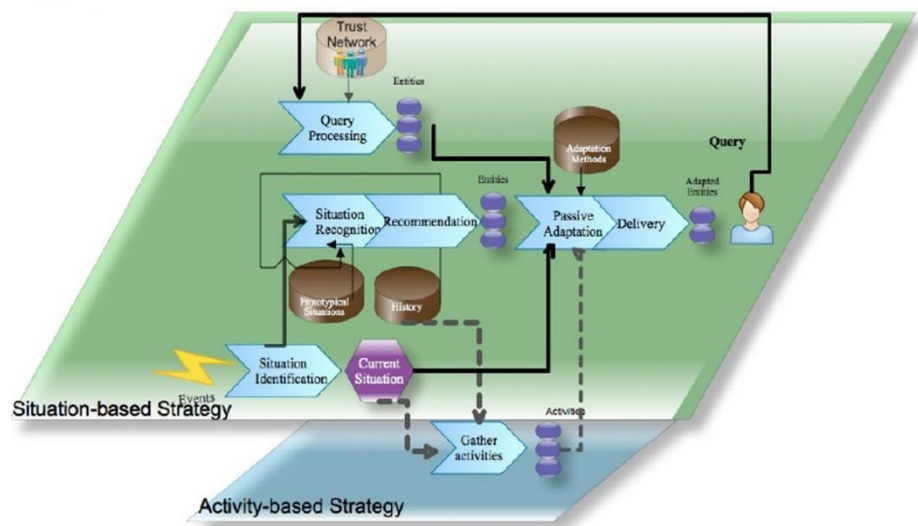 Trust
Network
Entities
Query
Processing
Adaptation
Methods
Query
Entities
Adapted
Entities
Situation
Recognition
Recommendation
Passive
Adaptation
Delivery
Prototypical
Situations
History
Situation
Identification
Current
Situation
Events
Situation-based Strategy
Activities
Gather
activities
Activity-based Strategy